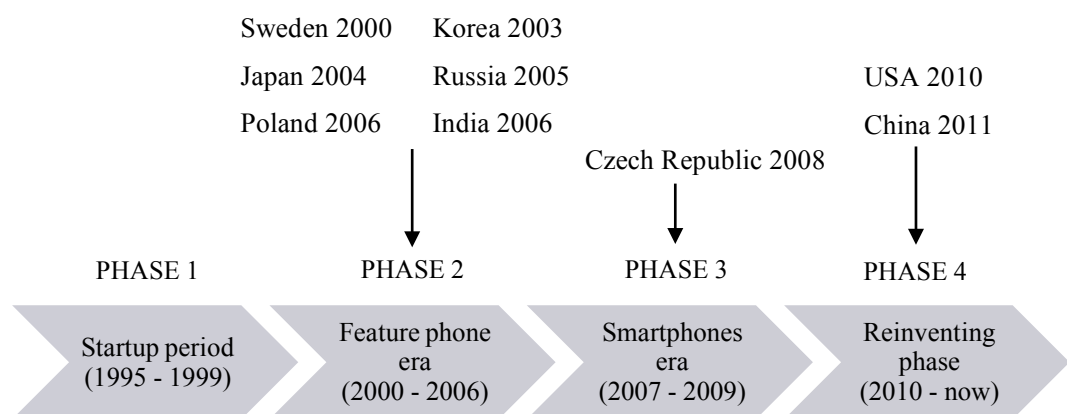 Sweden 2000 Korea 2003
Japan 2004 Russia 2005
Poland 2006 India 2006
USA 2010
China 2011
Czech Republic 2008
PHASE 1
PHASE 2
PHASE 3
PHASE 4
Startup period
(1995 - 1999)
Feature phone
era
(2000 - 2006)
Smartphones
era
(2007 - 2009)
Reinventing
phase
(2010 - now)